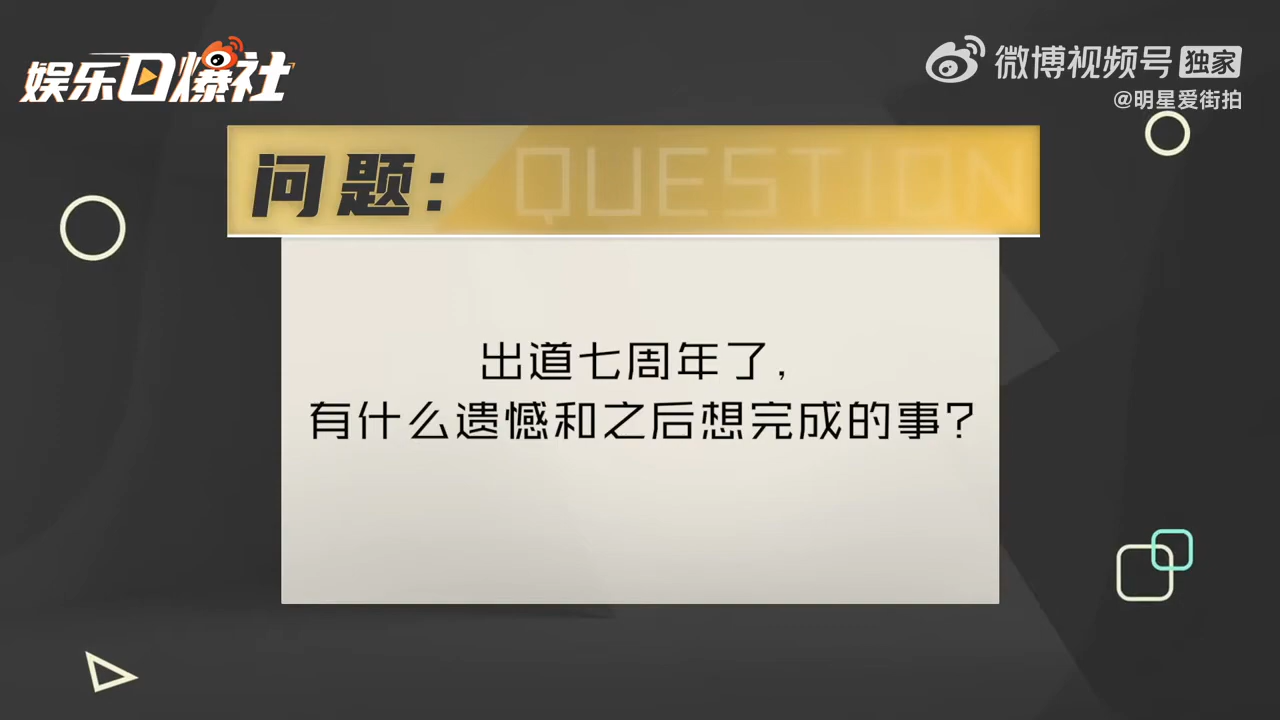 娱乐日爆社
微博视频号 独家
@明星爱街拍
问题：
QUESTION
出道七周年了,
有什么遗憾和之后想完成的事?